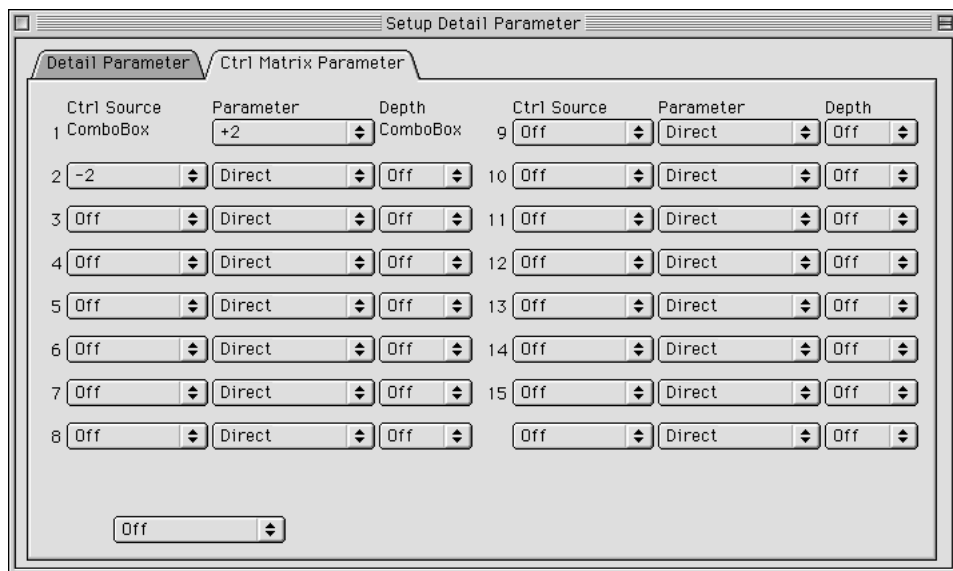 Setup Detail Parameter
Detail Parameter Ctrl Matrix Parameter
Ctrl Source Parameter Depth Ctrl Source Parameter Depth
1 ComboBox +2 ComboBox 9 Off Direct Off
2 -2 Direct Off 10 Off Direct Off
3 Off Direct Off 11 Off Direct Off
4 Off Direct Off 12 Off Direct Off
5 Off Direct Off 13 Off Direct Off
6 Off Direct Off 14 Off Direct Off
7 Off Direct Off 15 Off Direct Off
8 Off Direct Off Off Direct Off
Off